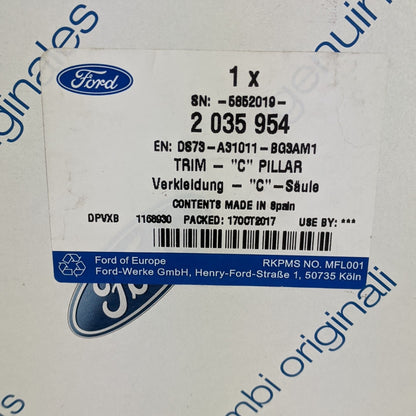 originales
genuin
Ford
1 x
SN: -5852019-
2 035 954
EN: DS73-A31011-BG3AM1
TRIM - "C" PILLAR
Verkleidung - "C"-Säule
CONTENTS MADE IN Spain
DPVXB 1168930 PACKED: 17OCT2017 USE BY: ***
Ford of Europe RKPMS NO. MFL001
Ford-Werke GmbH, Henry-Ford-Straße 1, 50735 Köln
mbi originali